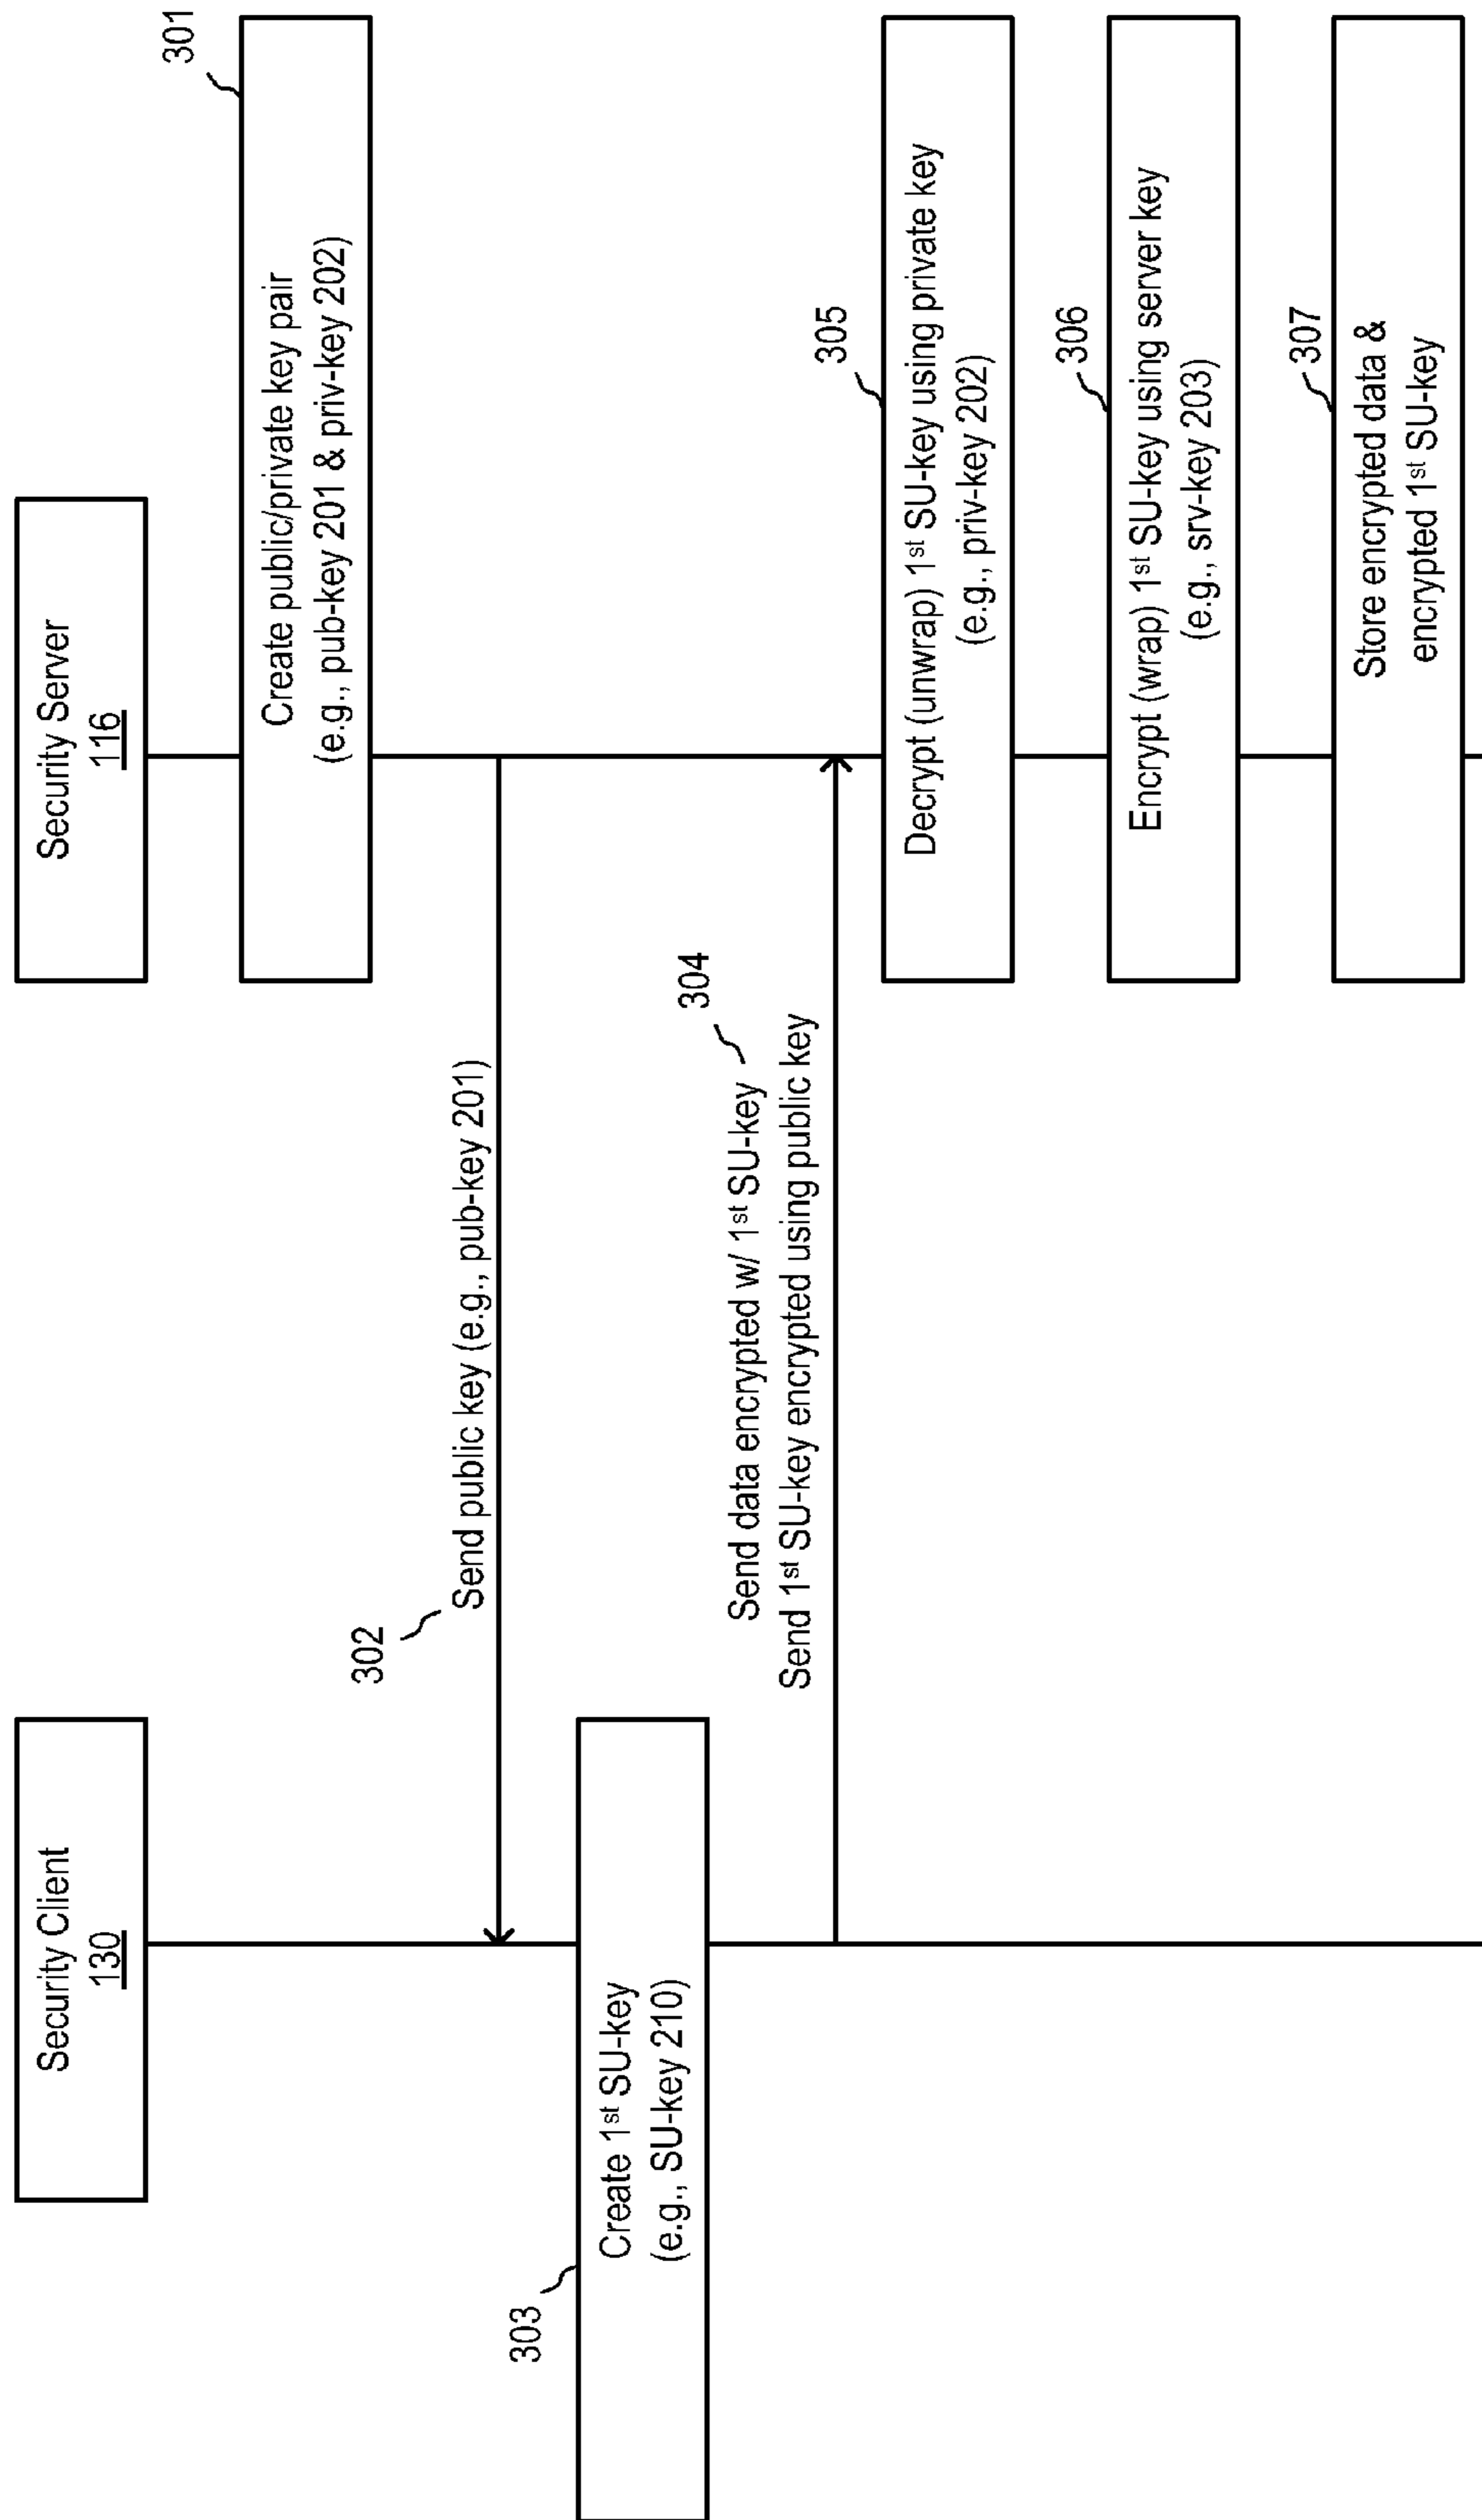 Security Client
130
Security Server
116
301
Create public/private key pair
(e.g., pub-key 201 & priv-key 202)
302
Send public key (e.g., pub-key 201)
303
Create 1st SU-key
(e.g., SU-key 210)
304
Send data encrypted w/ 1st SU-key
Send 1st SU-key encrypted using public key
305
Decrypt (unwrap) 1st SU-key using private key
(e.g., priv-key 202)
306
Encrypt (wrap) 1st SU-key using server key
(e.g., srv-key 203)
307
Store encrypted data &
encrypted 1st SU-key